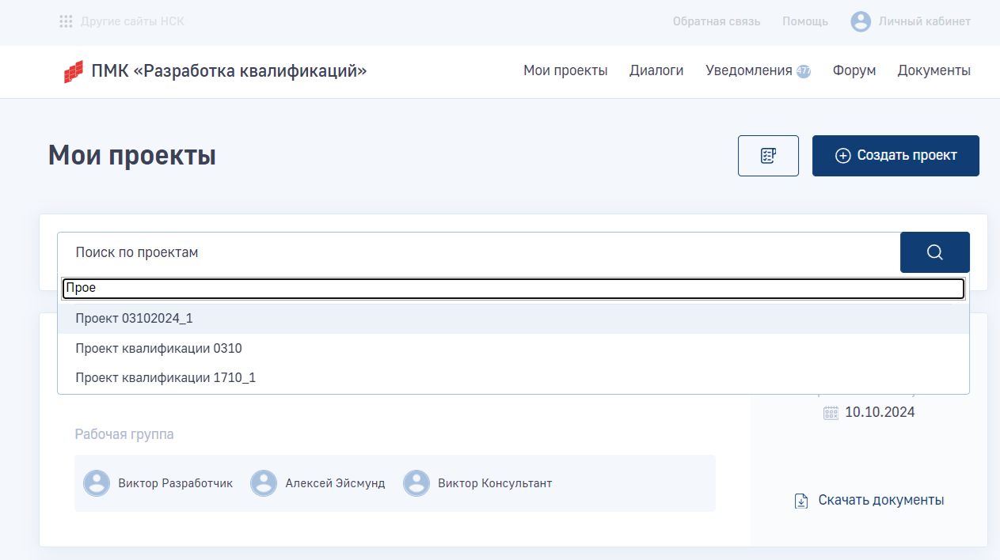 Другие сайты НСК
Обратная связь Помощь Личный кабинет
ПМК «Разработка квалификаций» Мои проекты Диалоги Уведомления 477 Форум Документы
Мои проекты
Создать проект
Поиск по проектам
Прое
Проект 03102024_1
Проект квалификации 0310
Проект квалификации 1710_1
10.10.2024
Рабочая группа
Виктор Разработчик Алексей Эйсмунд Виктор Консультант
Скачать документы